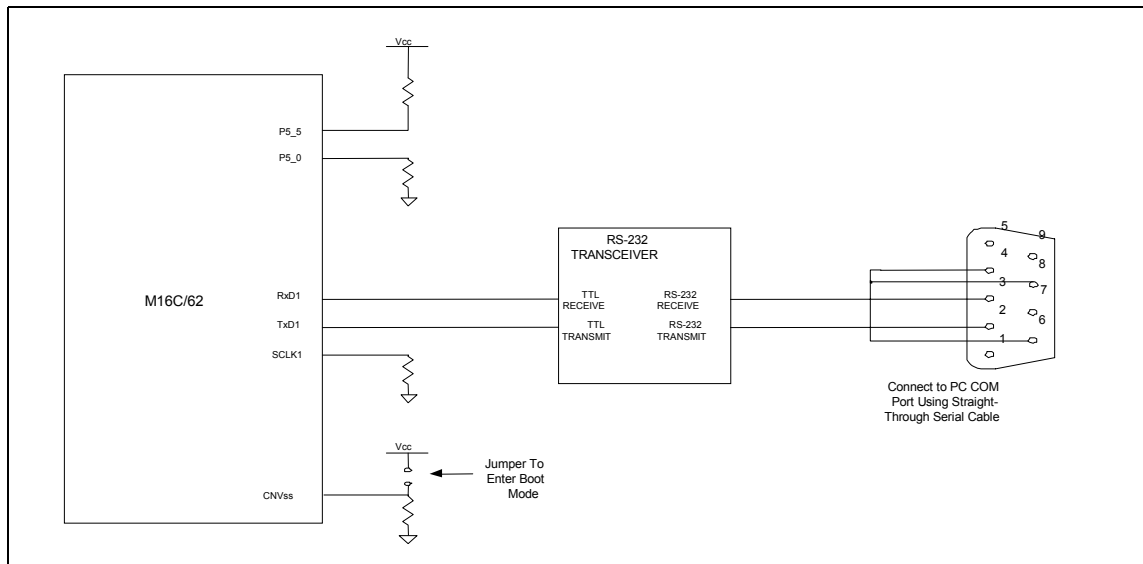 Vcc
P5_5
P5_0
M16C/62
RxD1
TxD1
SCLK1
CNVss
RS-232
TRANSCEIVER
TTL
RECEIVE
RS-232
RECEIVE
TTL
TRANSMIT
RS-232
TRANSMIT
5
9
4
8
3
7
2
6
1
Connect to PC COM
Port Using Straight-
Through Serial Cable
Vcc
Jumper To
Enter Boot
Mode